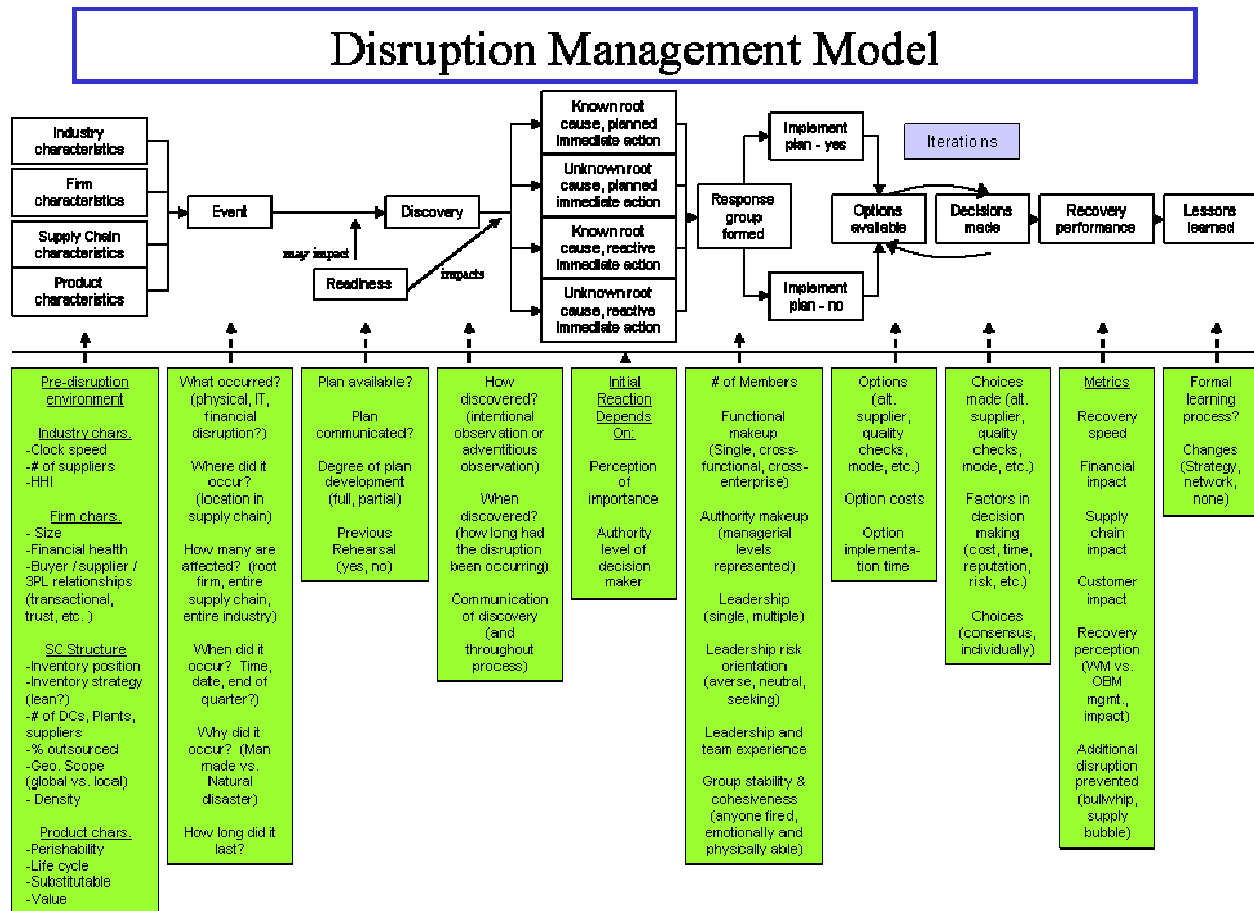 Disruption Management Model
Industry
characteristics
Firm
characteristics
Supply Chain
characteristics
Product
characteristics
Event
may impact
Readiness
Discovery
impacts
Known root
cause, planned
immediate action
Unknown root
cause, planned
immediate action
Known root
cause, reactive
immediate action
Unknown root
cause, reactive
immediate action
Response
group
formed
Implement
plan - yes
Implement
plan - no
Iterations
Options
available
Decisions
made
Recovery
performance
Lessons
learned
Pre-disruption
environment
Industry chars.
-Clock speed
-# of suppliers
-HHI
Firm chars.
- Size
-Financial health
-Buyer / supplier /
3PL relationships
(transactional,
trust, etc. )
SC Structure
-Inventory position
-Inventory strategy
(lean?)
-# of DCs, Plants,
suppliers
-% outsourced
-Geo. Scope
(global vs. local)
- Density
Product chars.
-Perishability
-Life cycle
-Substitutable
-Value
What occurred?
(physical, IT,
financial
disruption?)
Where did it
occur?
(location in
supply chain)
How many are
affected? (root
firm, entire
supply chain,
entire industry)
When did it
occur? Time,
date, end of
quarter?)
Why did it
occur? (Man
made vs.
Natural
disaster)
How long did it
last?
Plan available?
Plan
communicated?
Degree of plan
development
(full, partial)
Previous
Rehearsal
(yes, no)
How
discovered?
(intentional
observation or
adventitious
observation)
When
discovered?
(how long had
the disruption
been occurring)
Communication
of discovery
(and
throughout
process)
Initial
Reaction
Depends
On:
Perception
of
importance
Authority
level of
decision
maker
# of Members
Functional
makeup
(Single, cross-
functional, cross-
enterprise)
Authority makeup
(managerial
levels
represented)
Leadership
(single, multiple)
Leadership risk
orientation
(averse, neutral,
seeking)
Leadership and
team experience
Group stability &
cohesiveness
(anyone fired,
emotionally and
physically able)
Options
(alt.
supplier,
quality
checks,
mode, etc.)
Option costs
Option
implementa-
tion time
Choices
made (alt.
supplier,
quality
checks,
mode, etc.)
Factors in
decision
making
(cost, time,
reputation,
risk, etc.)
Choices
(consensus,
individually)
Metrics
Recovery
speed
Financial
impact
Supply
chain
impact
Customer
impact
Recovery
perception
(WM vs.
OBM
mgmt.,
impact)
Additional
disruption
prevented
(bullwhip,
supply
bubble)
Formal
learning
process?
Changes
(Strategy,
network,
none)